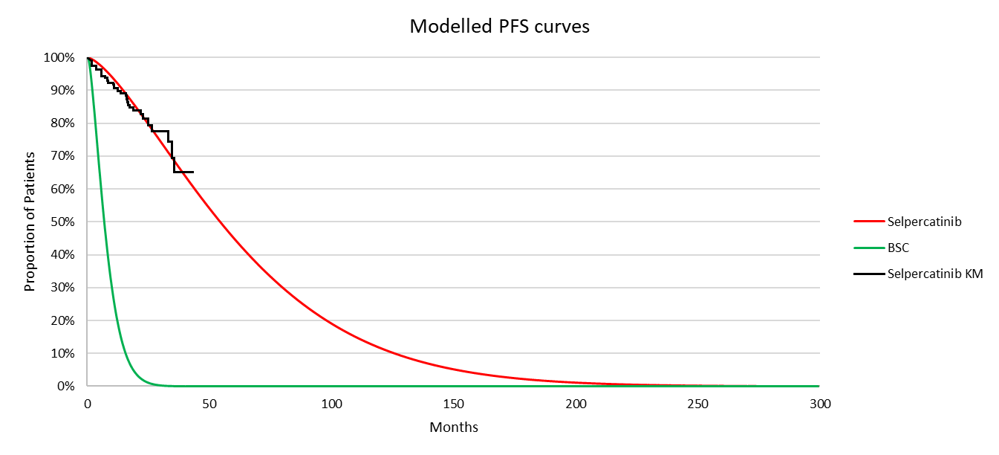 Modelled PFS curves
100%
90%
80%
70%
60%
50%
40%
30%
20%
10%
0%
Proportion of Patients
0 50 100 150 200 250 300
Months
Selpercatinib
BSC
Selpercatinib KM